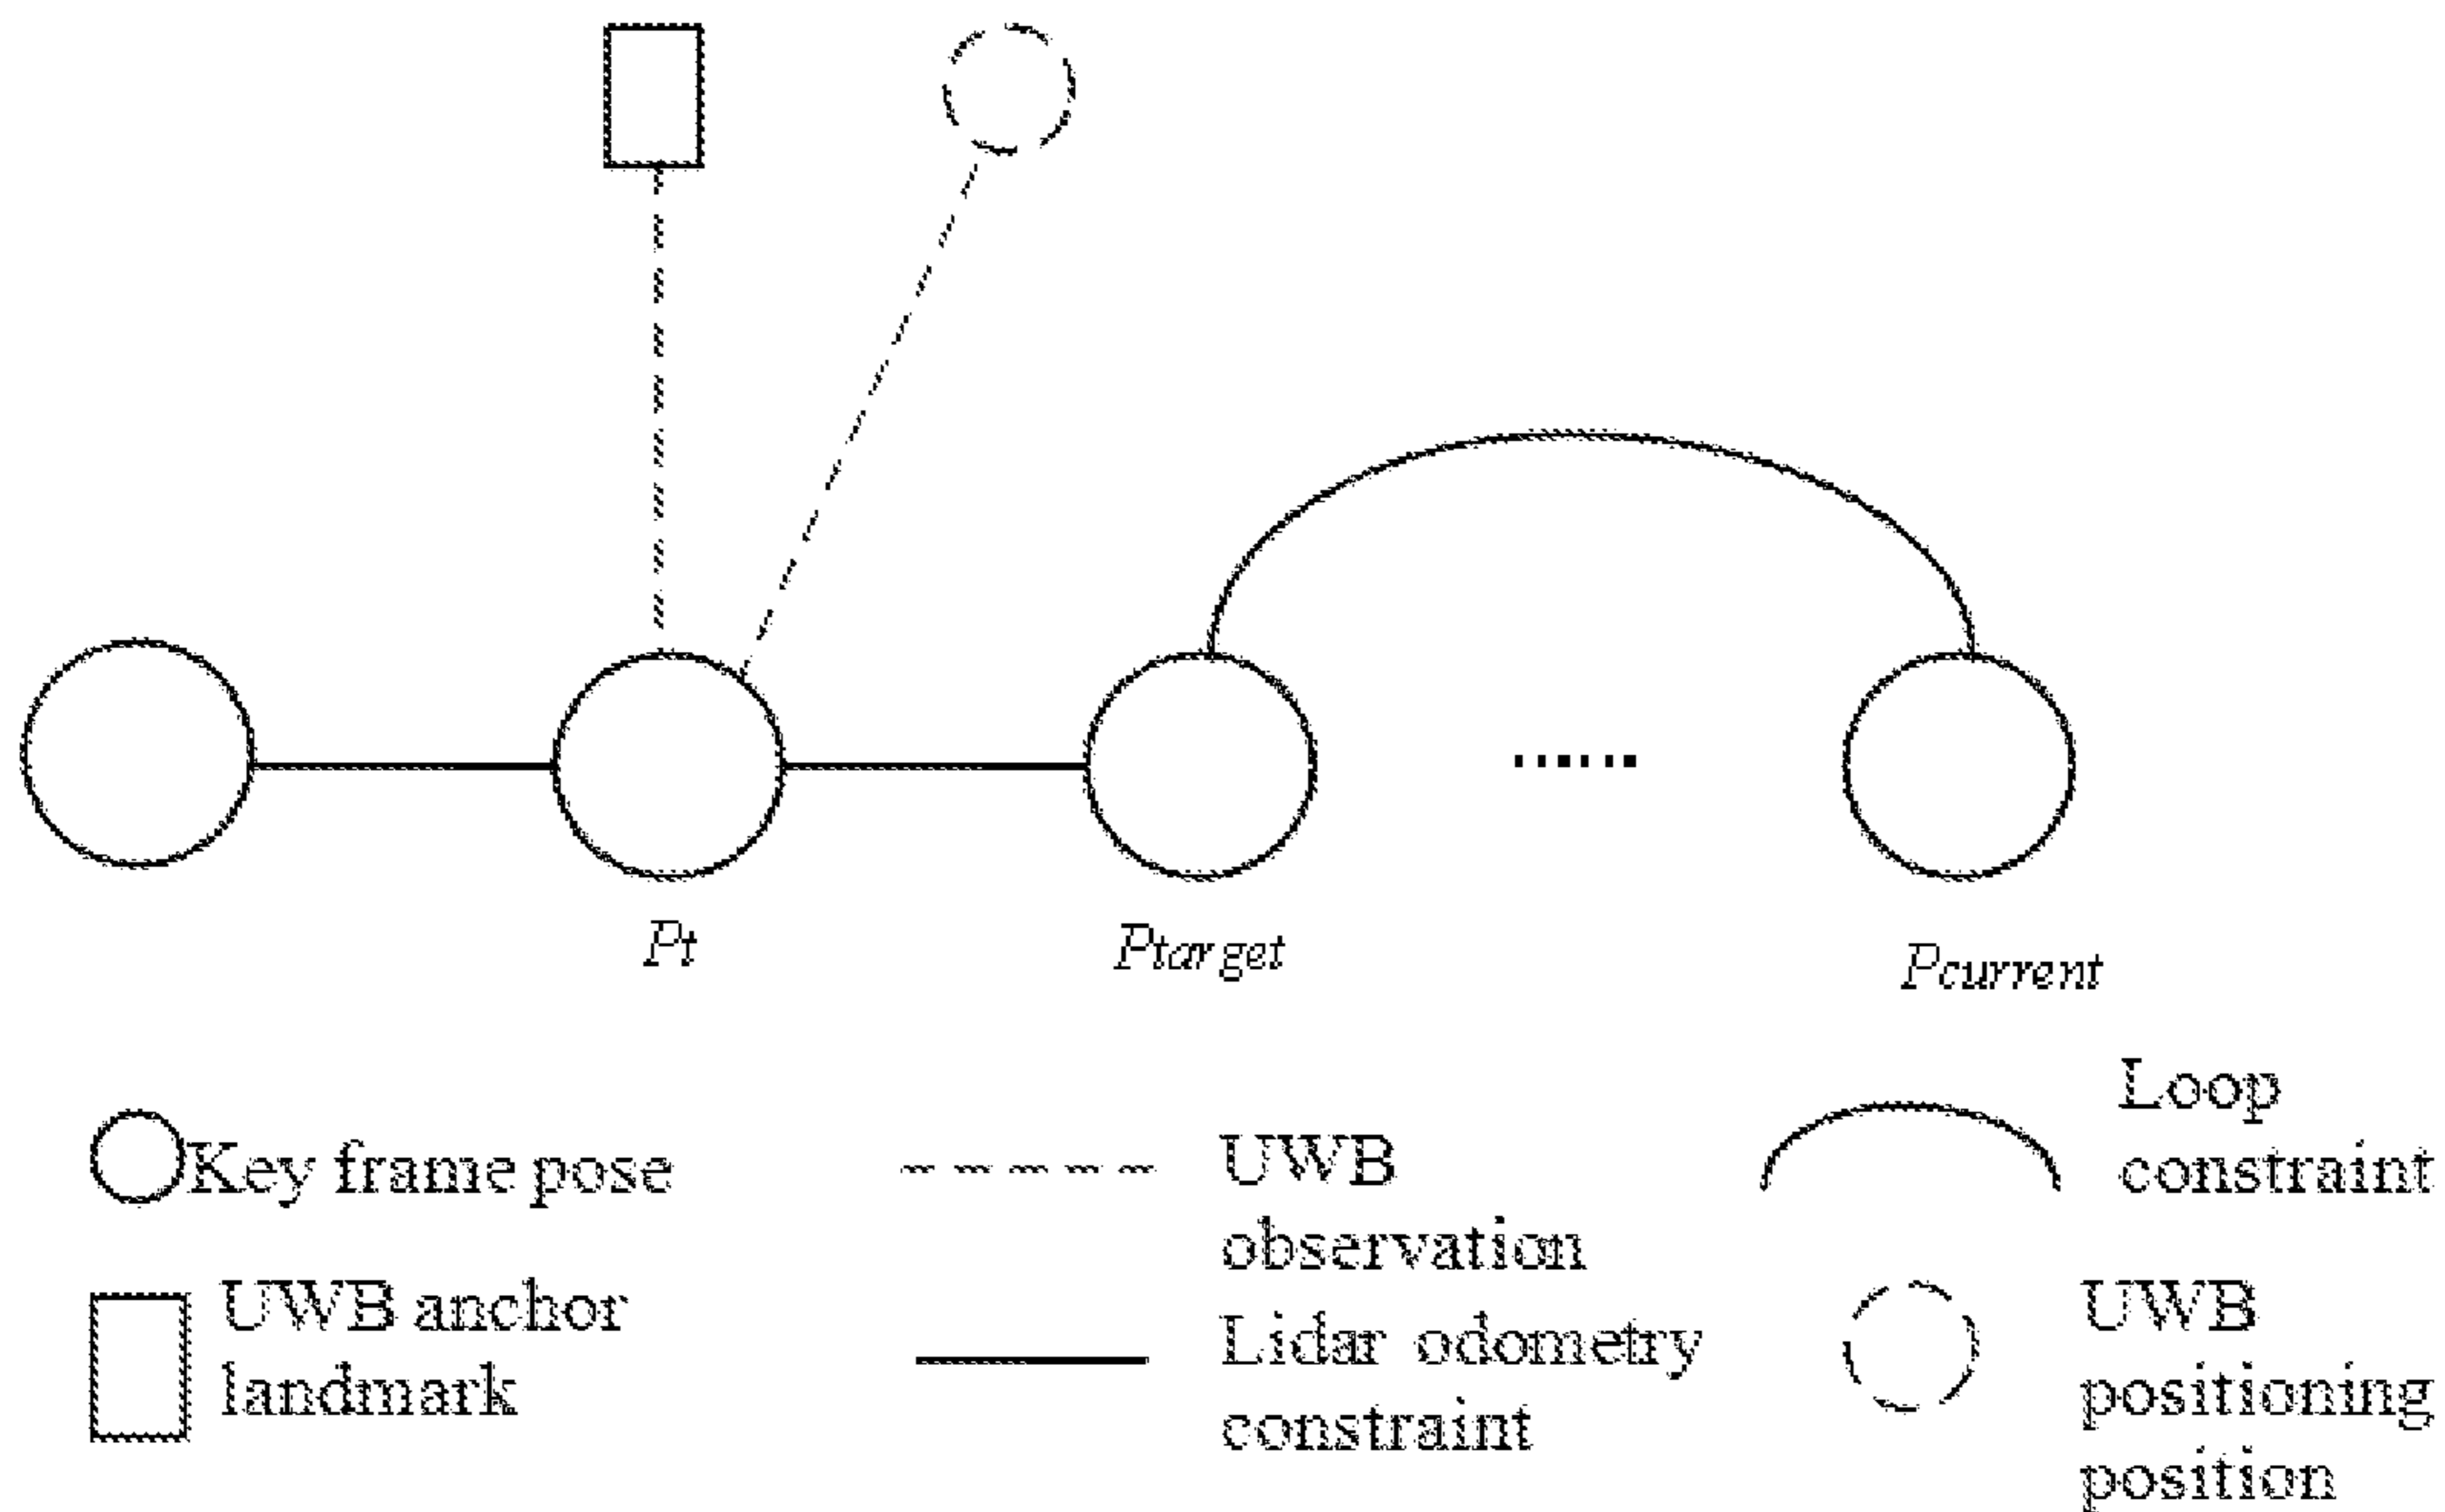 Pt
Ptarget
Pcurrent
Key frame pose
UWB
observation
Loop
constraint
UWB anchor
landmark
Lidar odometry
constraint
UWB
positioning
position